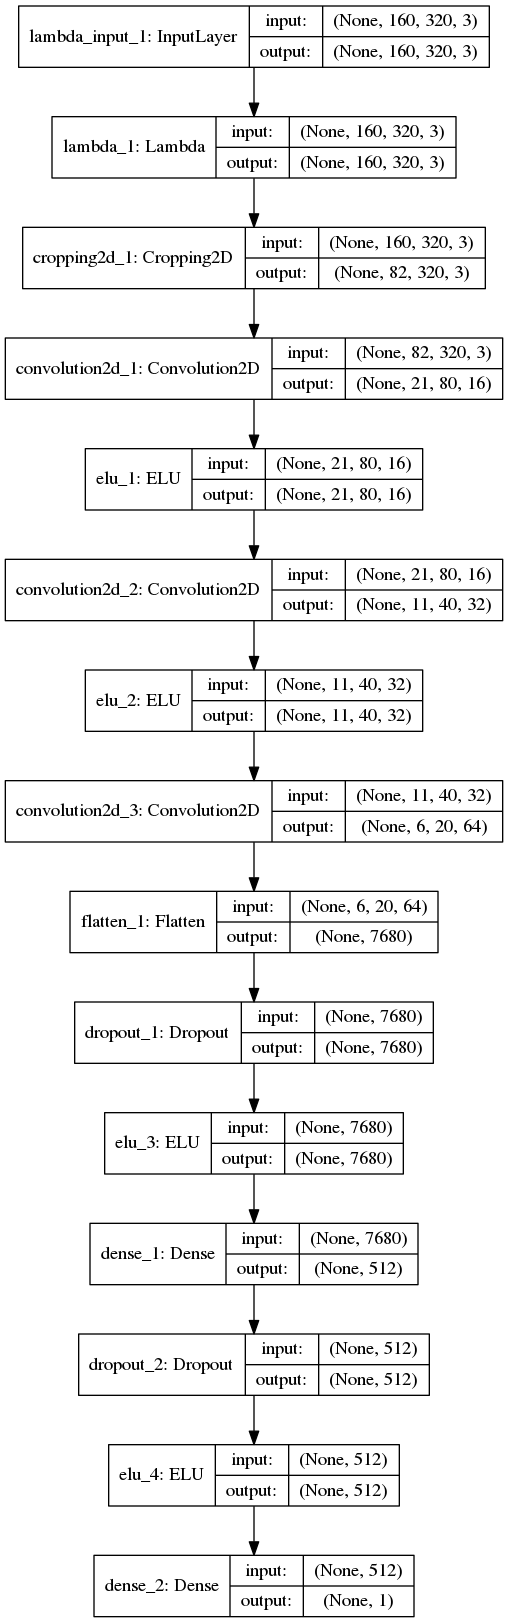 lambda_input_1: InputLayer
input: (None, 160, 320, 3)
output: (None, 160, 320, 3)
lambda_1: Lambda
input: (None, 160, 320, 3)
output: (None, 160, 320, 3)
cropping2d_1: Cropping2D
input: (None, 160, 320, 3)
output: (None, 82, 320, 3)
convolution2d_1: Convolution2D
input: (None, 82, 320, 3)
output: (None, 21, 80, 16)
elu_1: ELU
input: (None, 21, 80, 16)
output: (None, 21, 80, 16)
convolution2d_2: Convolution2D
input: (None, 21, 80, 16)
output: (None, 11, 40, 32)
elu_2: ELU
input: (None, 11, 40, 32)
output: (None, 11, 40, 32)
convolution2d_3: Convolution2D
input: (None, 11, 40, 32)
output: (None, 6, 20, 64)
flatten_1: Flatten
input: (None, 6, 20, 64)
output: (None, 7680)
dropout_1: Dropout
input: (None, 7680)
output: (None, 7680)
elu_3: ELU
input: (None, 7680)
output: (None, 7680)
dense_1: Dense
input: (None, 7680)
output: (None, 512)
dropout_2: Dropout
input: (None, 512)
output: (None, 512)
elu_4: ELU
input: (None, 512)
output: (None, 512)
dense_2: Dense
input: (None, 512)
output: (None, 1)